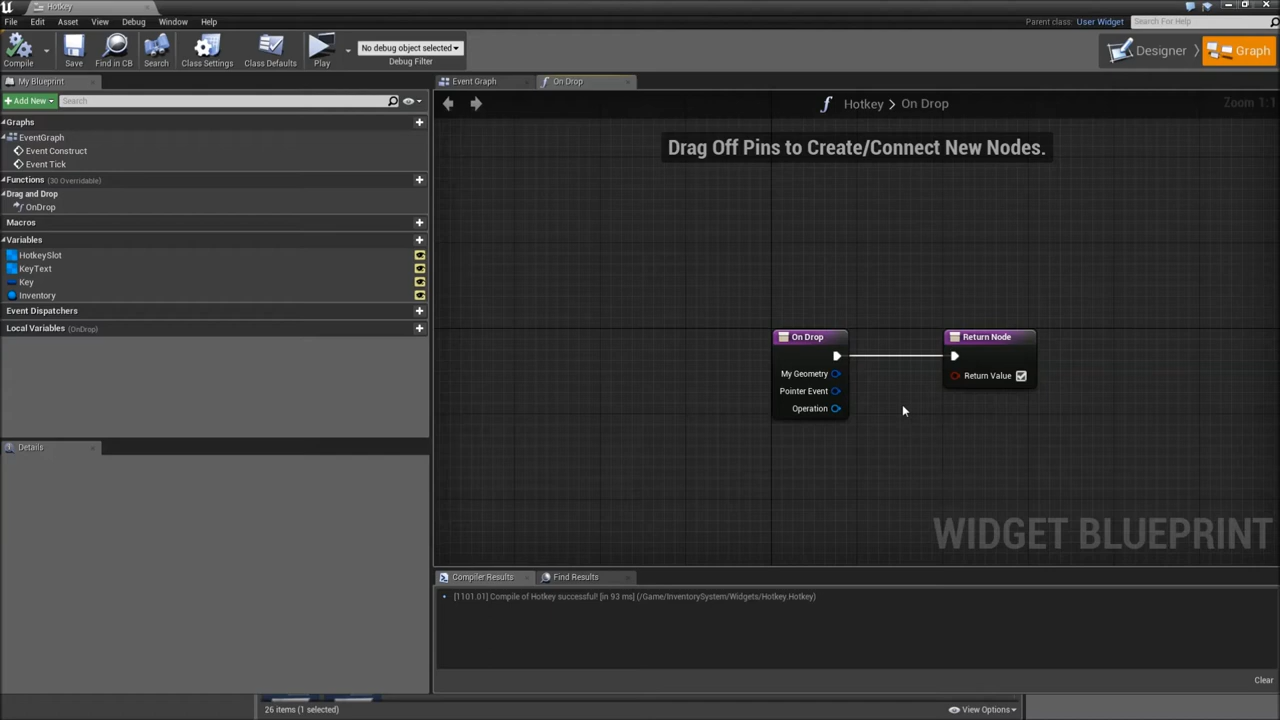 Hotkey
File Edit Asset View Debug Window Help
Parent class: User Widget Search For Help
Compile Save Find in CB Search Class Settings Class Defaults Play
No debug object selected
Debug Filter
Designer Graph
My Blueprint
Event Graph On Drop
Add New Search
Hotkey > On Drop
Zoom 1:1
Graphs
Drag Off Pins to Create/Connect New Nodes.
EventGraph
Event Construct
Event Tick
Functions (30 Overridable)
Drag and Drop
OnDrop
Macros
Variables
HotkeySlot
KeyText
Key
Inventory
Event Dispatchers
Local Variables (OnDrop)
On Drop Return Node
My Geometry Return Value
Pointer Event
Operation
Details
WIDGET BLUEPRINT
Compiler Results Find Results
[1101.01] Compile of Hotkey successful! [in 93 ms] (/Game/InventorySystem/Widgets/Hotkey.Hotkey)
Clear
26 items (1 selected) View Options